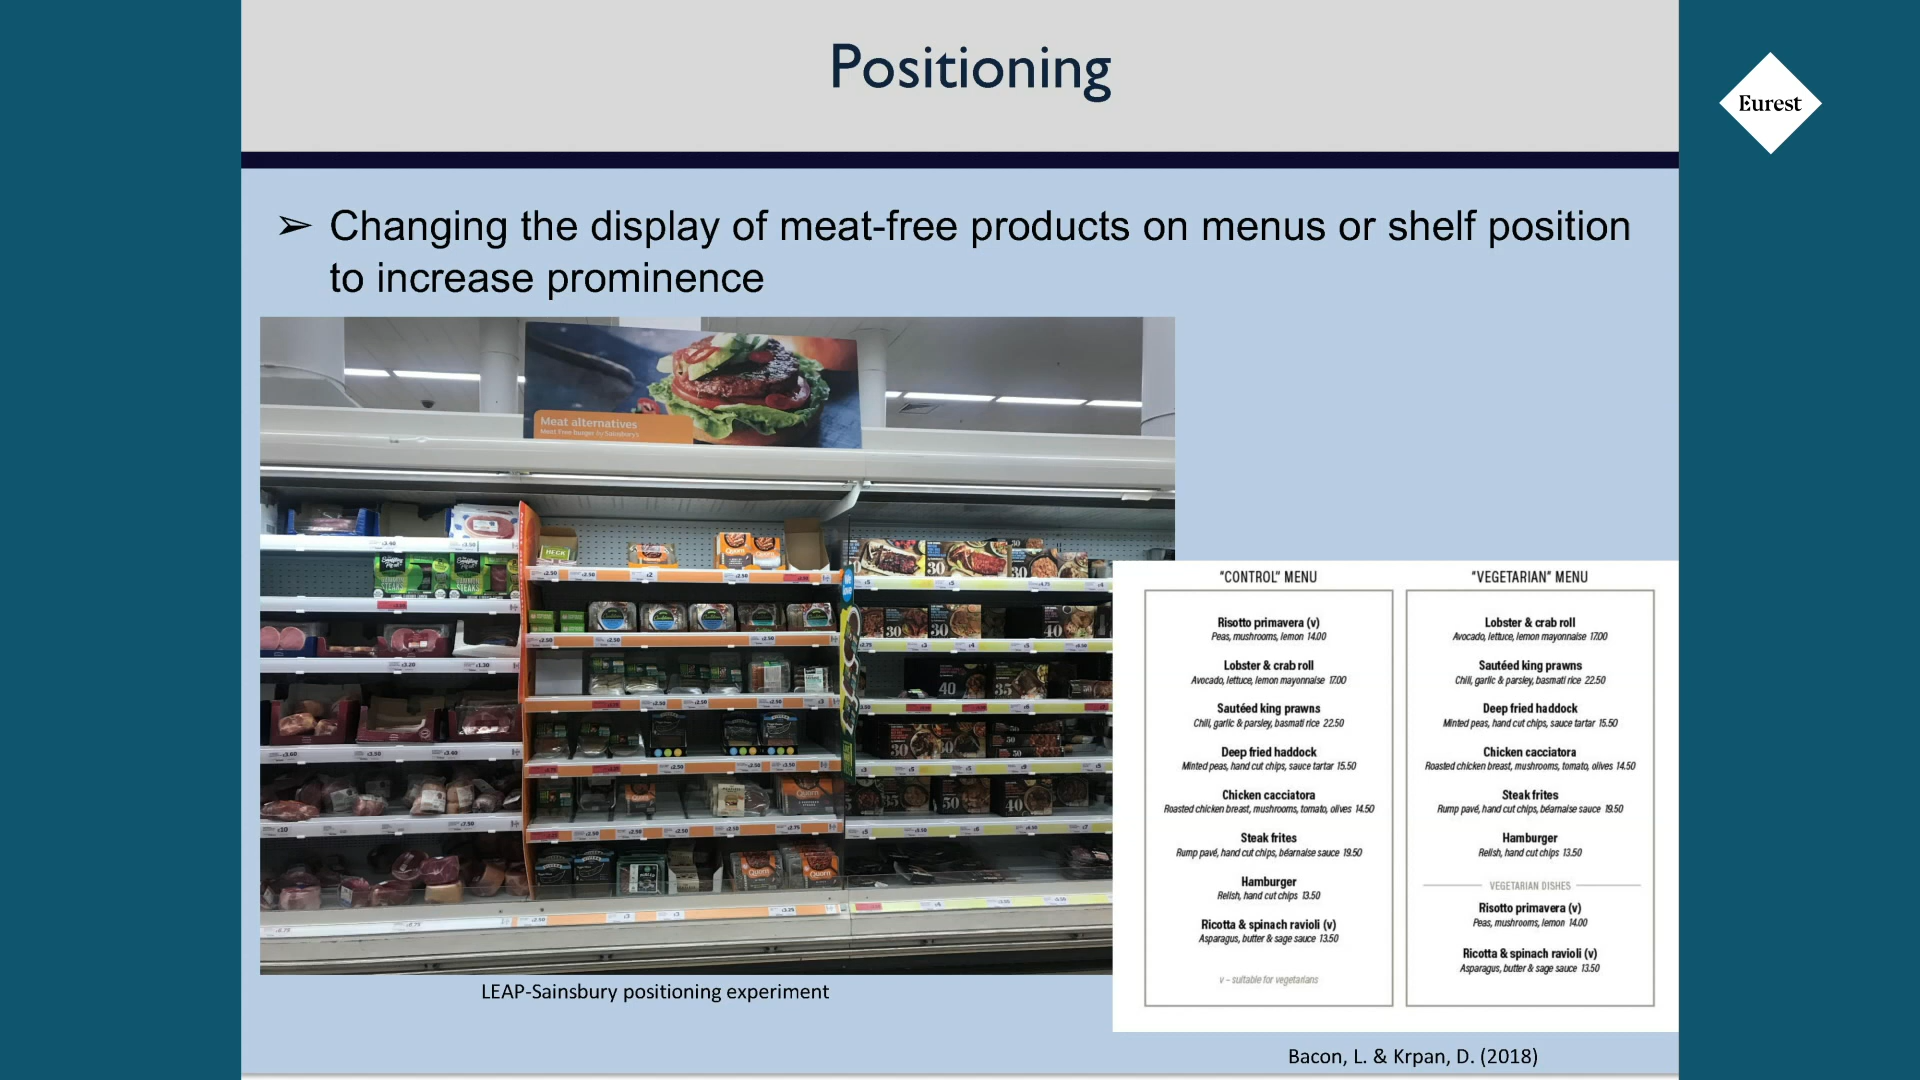 Positioning
Eurest
➢ Changing the display of meat-free products on menus or shelf position
to increase prominence
Meat alternatives
Meat Free burger by Sainsbury's
HECK
Quorn
LEAP-Sainsbury positioning experiment
"CONTROL" MENU
Risotto primavera (v)
Peas, mushrooms, lemon 14.00
Lobster & crab roll
Avocado, lettuce, lemon mayonnaise 17.00
Sautéed king prawns
Chili, garlic & parsley, basmati rice 22.50
Deep fried haddock
Minted peas, hand cut chips, sauce tartar 15.50
Chicken cacciatora
Roasted chicken breast, mushrooms, tomato, olives 14.50
Steak frites
Rump pavé, hand cut chips, béarnaise sauce 19.50
Hamburger
Relish, hand cut chips 13.50
Ricotta & spinach ravioli (v)
Asparagus, butter & sage sauce 13.50
v – suitable for vegetarians
"VEGETARIAN" MENU
Lobster & crab roll
Avocado, lettuce, lemon mayonnaise 17.00
Sautéed king prawns
Chili, garlic & parsley, basmati rice 22.50
Deep fried haddock
Minted peas, hand cut chips, sauce tartar 15.50
Chicken cacciatora
Roasted chicken breast, mushrooms, tomato, olives 14.50
Steak frites
Rump pavé, hand cut chips, béarnaise sauce 19.50
Hamburger
Relish, hand cut chips 13.50
VEGETARIAN DISHES
Risotto primavera (v)
Peas, mushrooms, lemon 14.00
Ricotta & spinach ravioli (v)
Asparagus, butter & sage sauce 13.50
Bacon, L. & Krpan, D. (2018)